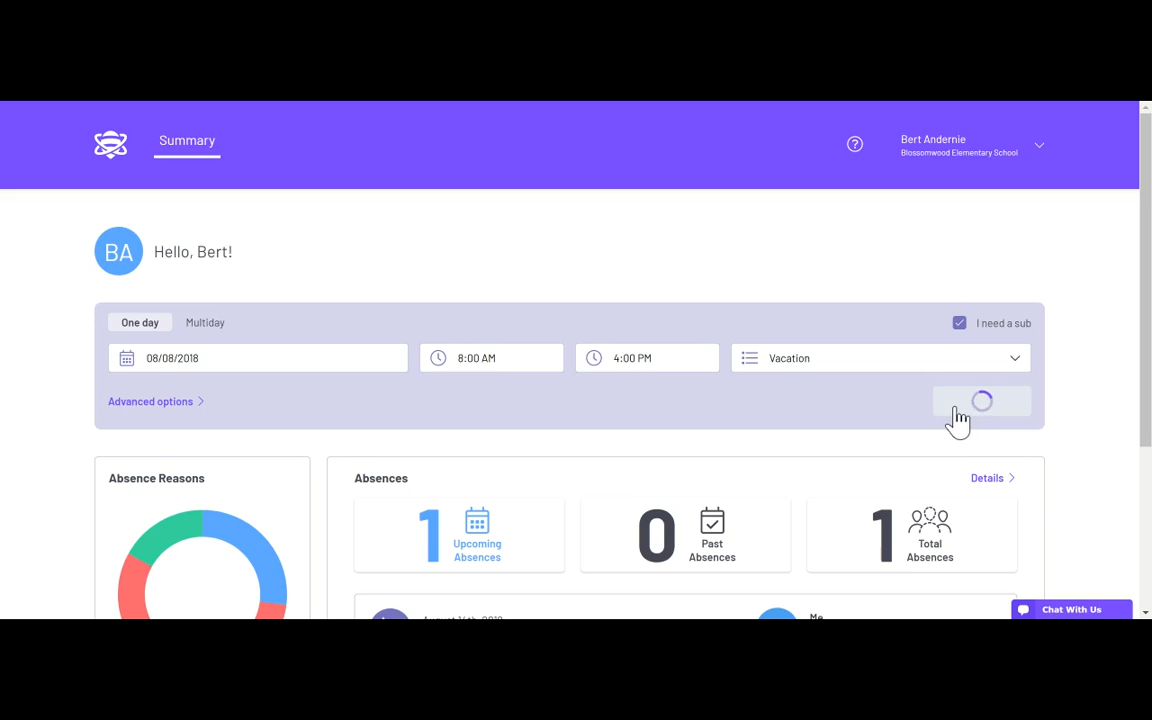 Summary
Bert Andernie
Blossomwood Elementary School
BA
Hello, Bert!
One day
Multiday
I need a sub
08/08/2018
8:00 AM
4:00 PM
Vacation
Advanced options
Absence Reasons
Absences
Details
1
Upcoming
Absences
0
Past
Absences
1
Total
Absences
Me
Chat With Us